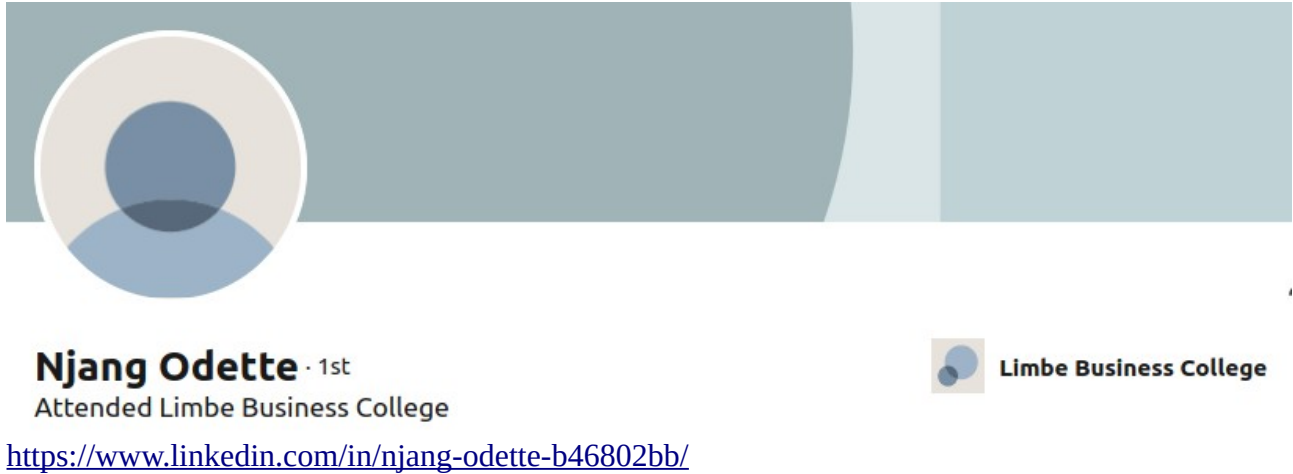 Njang Odette · 1st
Attended Limbe Business College
Limbe Business College
https://www.linkedin.com/in/njang-odette-b46802bb/